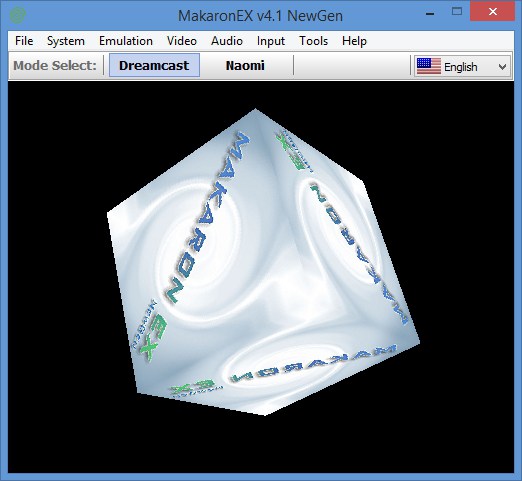 MakaronEX v4.1 NewGen
File System Emulation Video Audio Input Tools Help
Mode Select: Dreamcast Naomi English
MAKARON
EX
NEWGEN
MAKARON
EX
MAKARON
EX